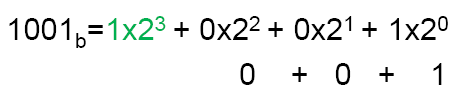 1001b=1x2³ + 0x2² + 0x2¹ + 1x2⁰
0 + 0 + 1